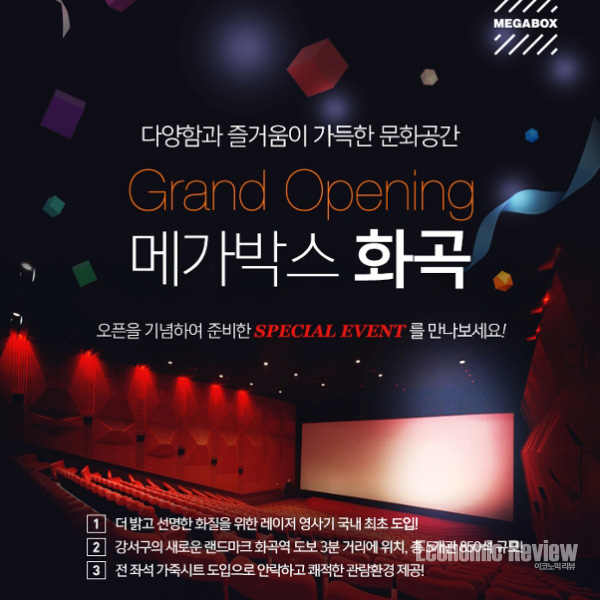 MEGABOX
다양함과 즐거움이 가득한 문화공간
Grand Opening
메가박스 화곡
오픈을 기념하여 준비한 SPECIAL EVENT 를 만나보세요!
1 더 밝고 선명한 화질을 위한 레이저 영사기 국내 최초 도입!
2 강서구의 새로운 랜드마크 화곡역 도보 3분 거리에 위치, 총 5개관 850석 규모!
3 전 좌석 가죽시트 도입으로 안락하고 쾌적한 관람환경 제공!
Economic Review
이코노믹 리뷰